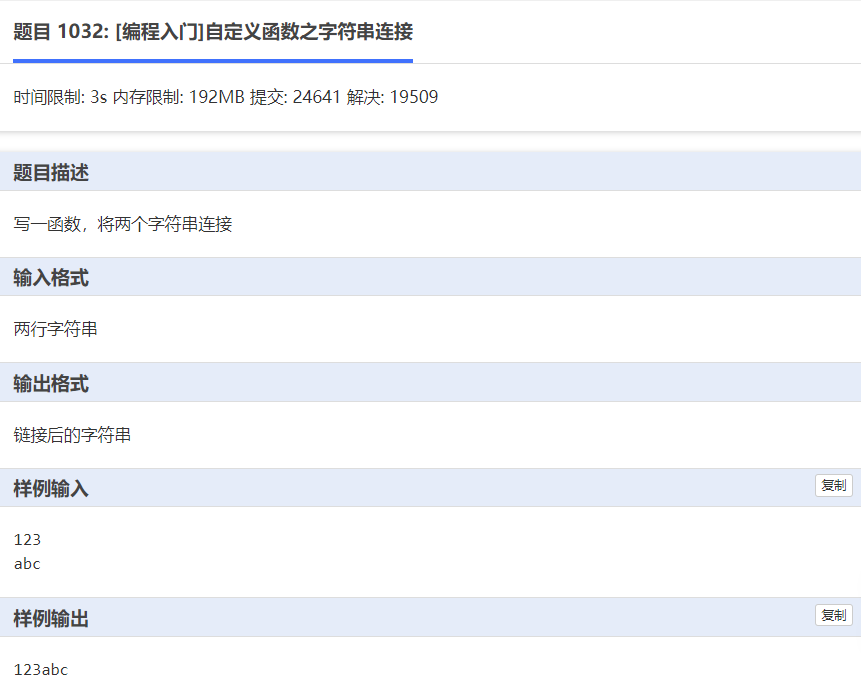 题目 1032: [编程入门]自定义函数之字符串连接
时间限制: 3s 内存限制: 192MB 提交: 24641 解决: 19509
题目描述
写一函数，将两个字符串连接
输入格式
两行字符串
输出格式
链接后的字符串
样例输入
复制
123
abc
样例输出
复制
123abc